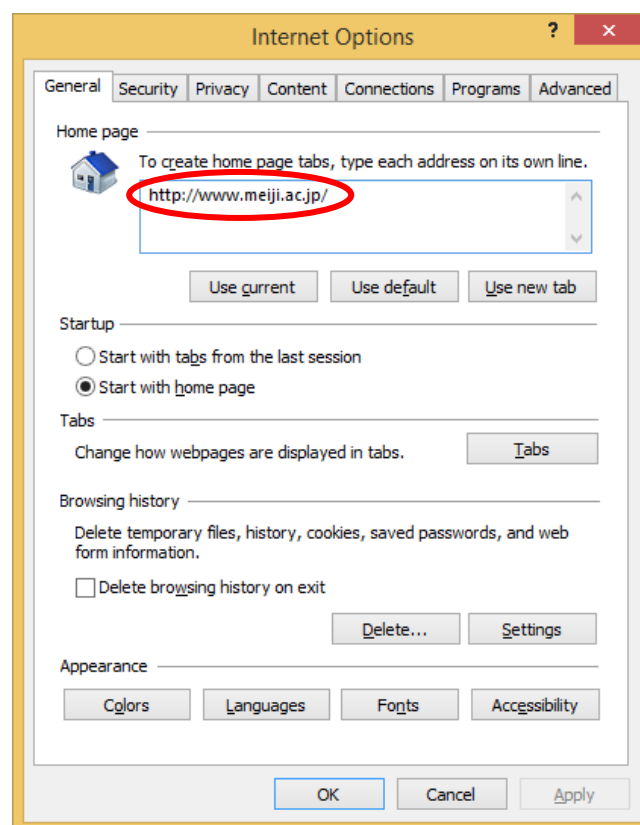 Internet Options ? ×
General Security Privacy Content Connections Programs Advanced
Home page
To create home page tabs, type each address on its own line.
http://www.meiji.ac.jp/
Use current Use default Use new tab
Startup
Start with tabs from the last session
Start with home page
Tabs
Change how webpages are displayed in tabs. Tabs
Browsing history
Delete temporary files, history, cookies, saved passwords, and web
form information.
Delete browsing history on exit
Delete... Settings
Appearance
Colors Languages Fonts Accessibility
OK Cancel Apply